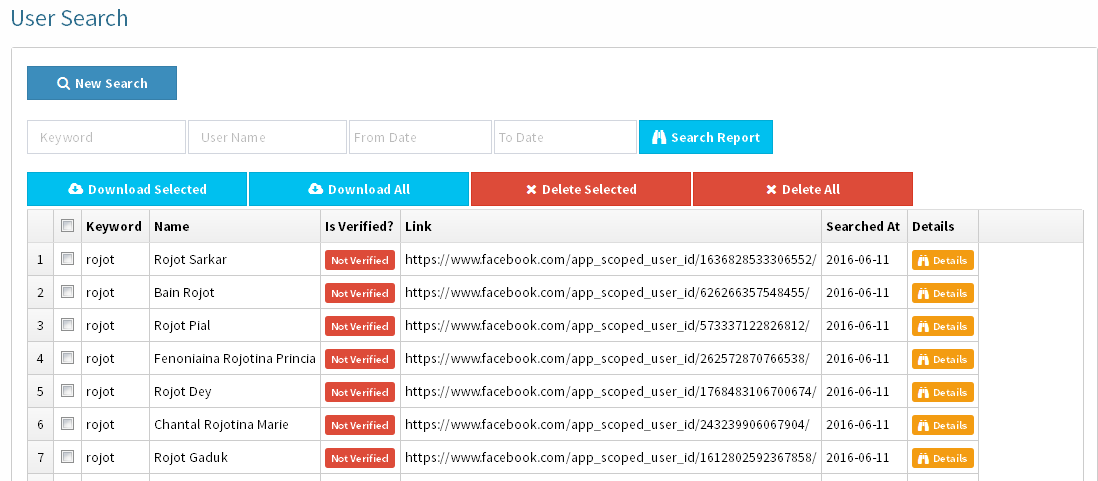 User Search
New Search
Keyword User Name From Date To Date Search Report
Download Selected Download All Delete Selected Delete All
Keyword Name Is Verified? Link Searched At Details
1 rojot Rojot Sarkar Not Verified https://www.facebook.com/app_scoped_user_id/1636828533306552/ 2016-06-11 Details
2 rojot Bain Rojot Not Verified https://www.facebook.com/app_scoped_user_id/626266357548455/ 2016-06-11 Details
3 rojot Rojot Pial Not Verified https://www.facebook.com/app_scoped_user_id/573337122826812/ 2016-06-11 Details
4 rojot Fenoniaina Rojotina Princia Not Verified https://www.facebook.com/app_scoped_user_id/262572870766538/ 2016-06-11 Details
5 rojot Rojot Dey Not Verified https://www.facebook.com/app_scoped_user_id/1768483106700674/ 2016-06-11 Details
6 rojot Chantal Rojotina Marie Not Verified https://www.facebook.com/app_scoped_user_id/243239906067904/ 2016-06-11 Details
7 rojot Rojot Gaduk Not Verified https://www.facebook.com/app_scoped_user_id/1612802592367858/ 2016-06-11 Details